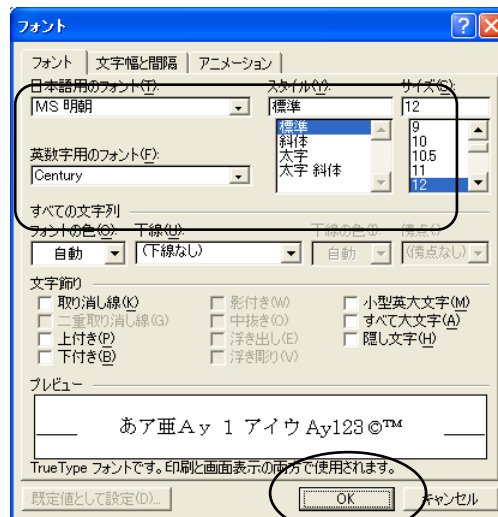 フォント
フォント 文字幅と間隔 アニメーション
日本語用のフォント(T): スタイル(Y): サイズ(S):
MS 明朝 標準 12
標準 9
斜体 10
太字 10.5
太字 斜体 11
12
英数字用のフォント(F):
Century
すべての文字列
フォントの色(O): 下線(U): 下線の色(I): 傍点(:)
自動 (下線なし) 自動 (傍点なし)
文字飾り
取り消し線(K) 影付き(W) 小型英大文字(M)
二重取り消し線(G) 中抜き(O) すべて大文字(A)
上付き(P) 浮き出し(E) 隠し文字(H)
下付き(B) 浮き彫り(V)
プレビュー
あア亜Ay 1 アイウ Ay123©™
TrueType フォントです。印刷と画面表示の両方で使用されます。
既定値として設定(D)... OK キャンセル